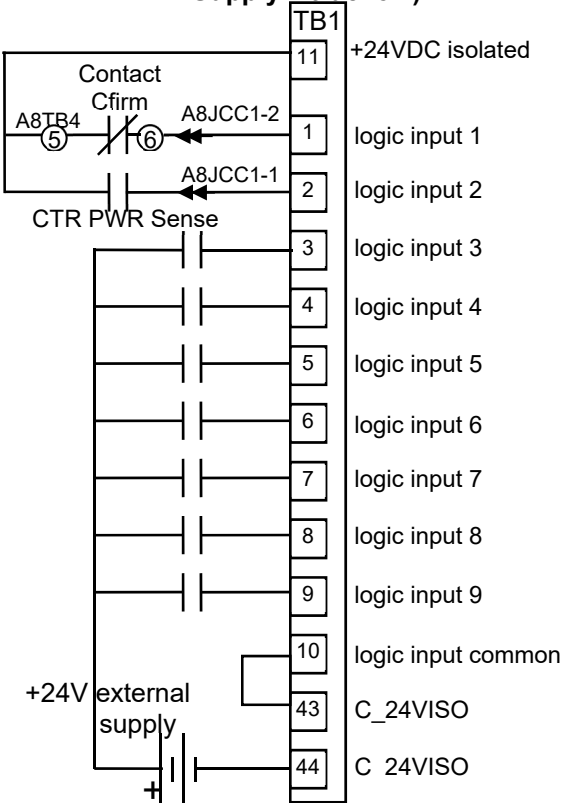 TB1
11 +24VDC isolated
Contact
Cfirm
A8TB4 5 6 A8JCC1-2 1 logic input 1
A8JCC1-1 2 logic input 2
CTR PWR Sense
3 logic input 3
4 logic input 4
5 logic input 5
6 logic input 6
7 logic input 7
8 logic input 8
9 logic input 9
10 logic input common
+24V external
supply
43 C_24VISO
+ 44 C 24VISO